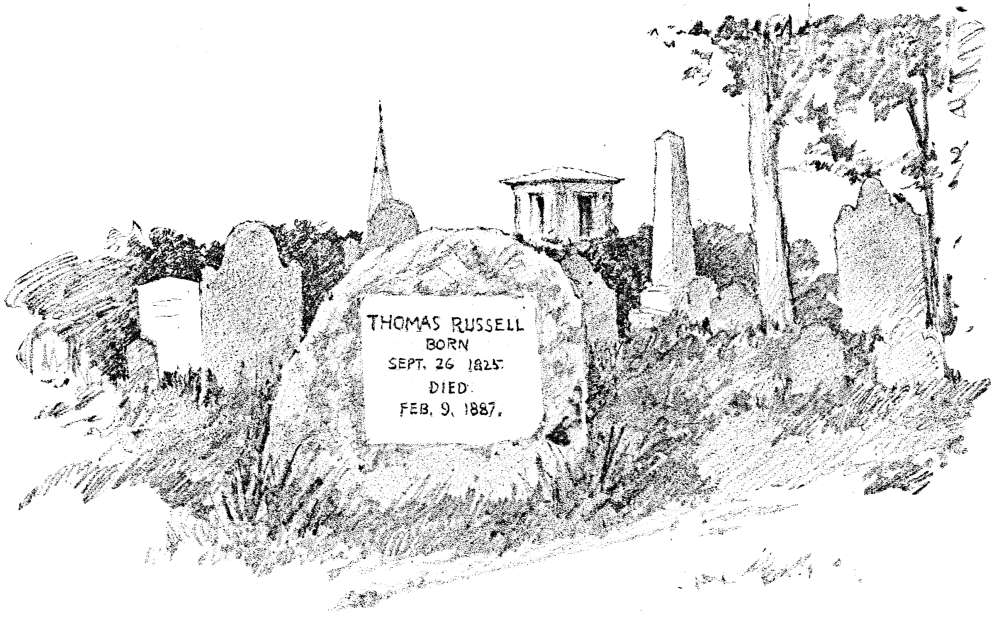 THOMAS RUSSELL
BORN
SEPT. 26 1825.
DIED.
FEB. 9, 1887.